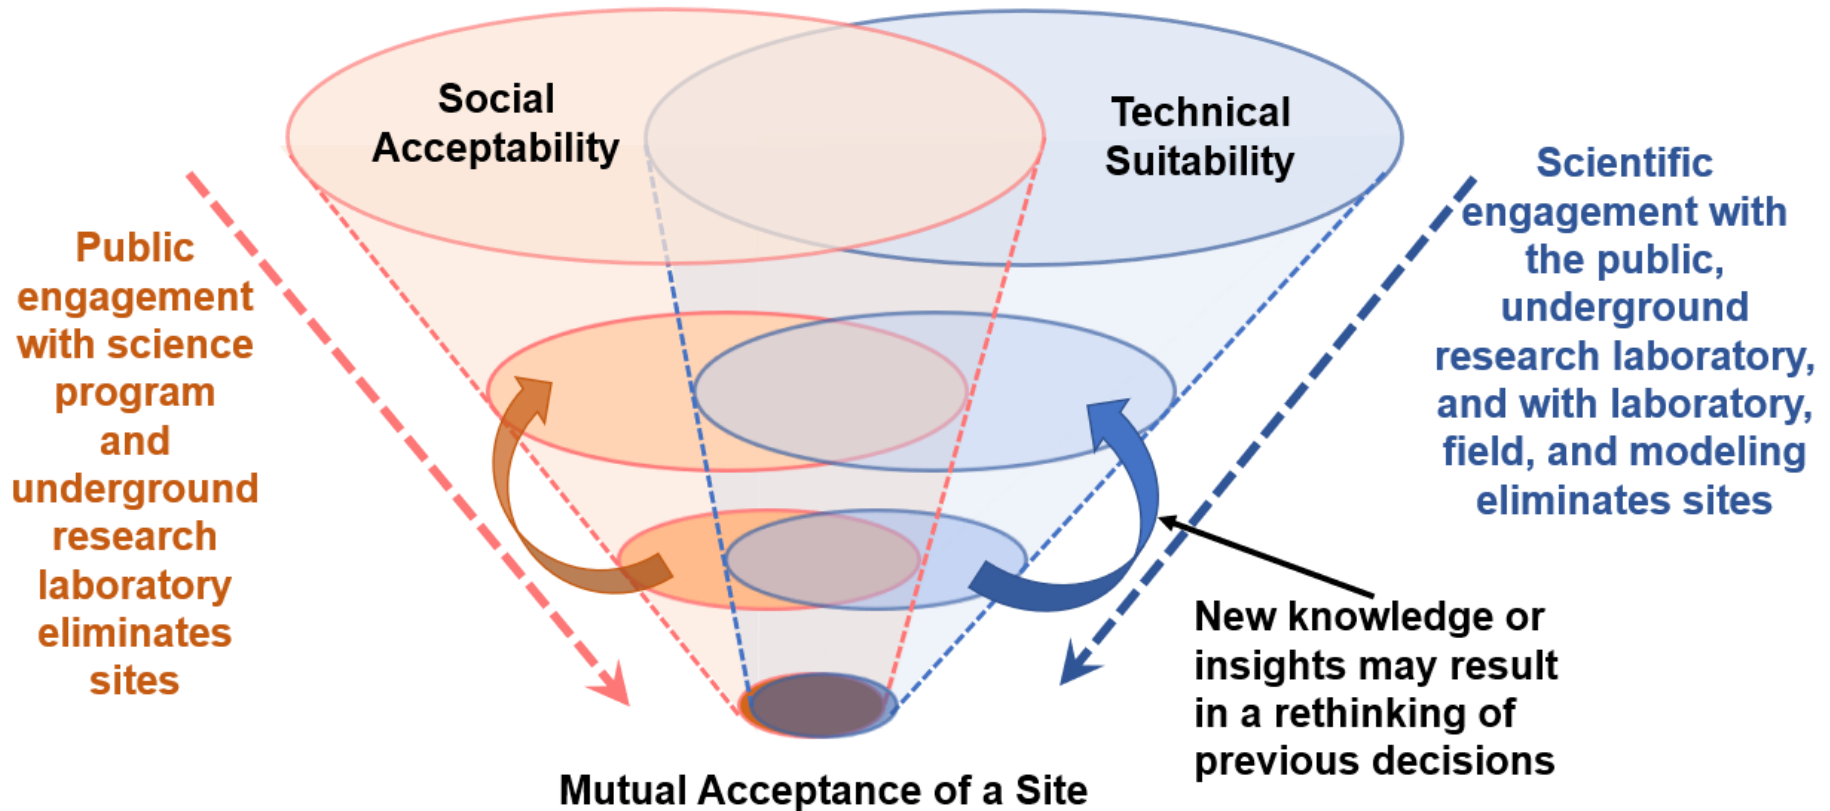 Social
Acceptability
Technical
Suitability
Public
engagement
with science
program
and
underground
research
laboratory
eliminates
sites
Scientific
engagement with
the public,
underground
research laboratory,
and with laboratory,
field, and modeling
eliminates sites
New knowledge or
insights may result
in a rethinking of
previous decisions
Mutual Acceptance of a Site